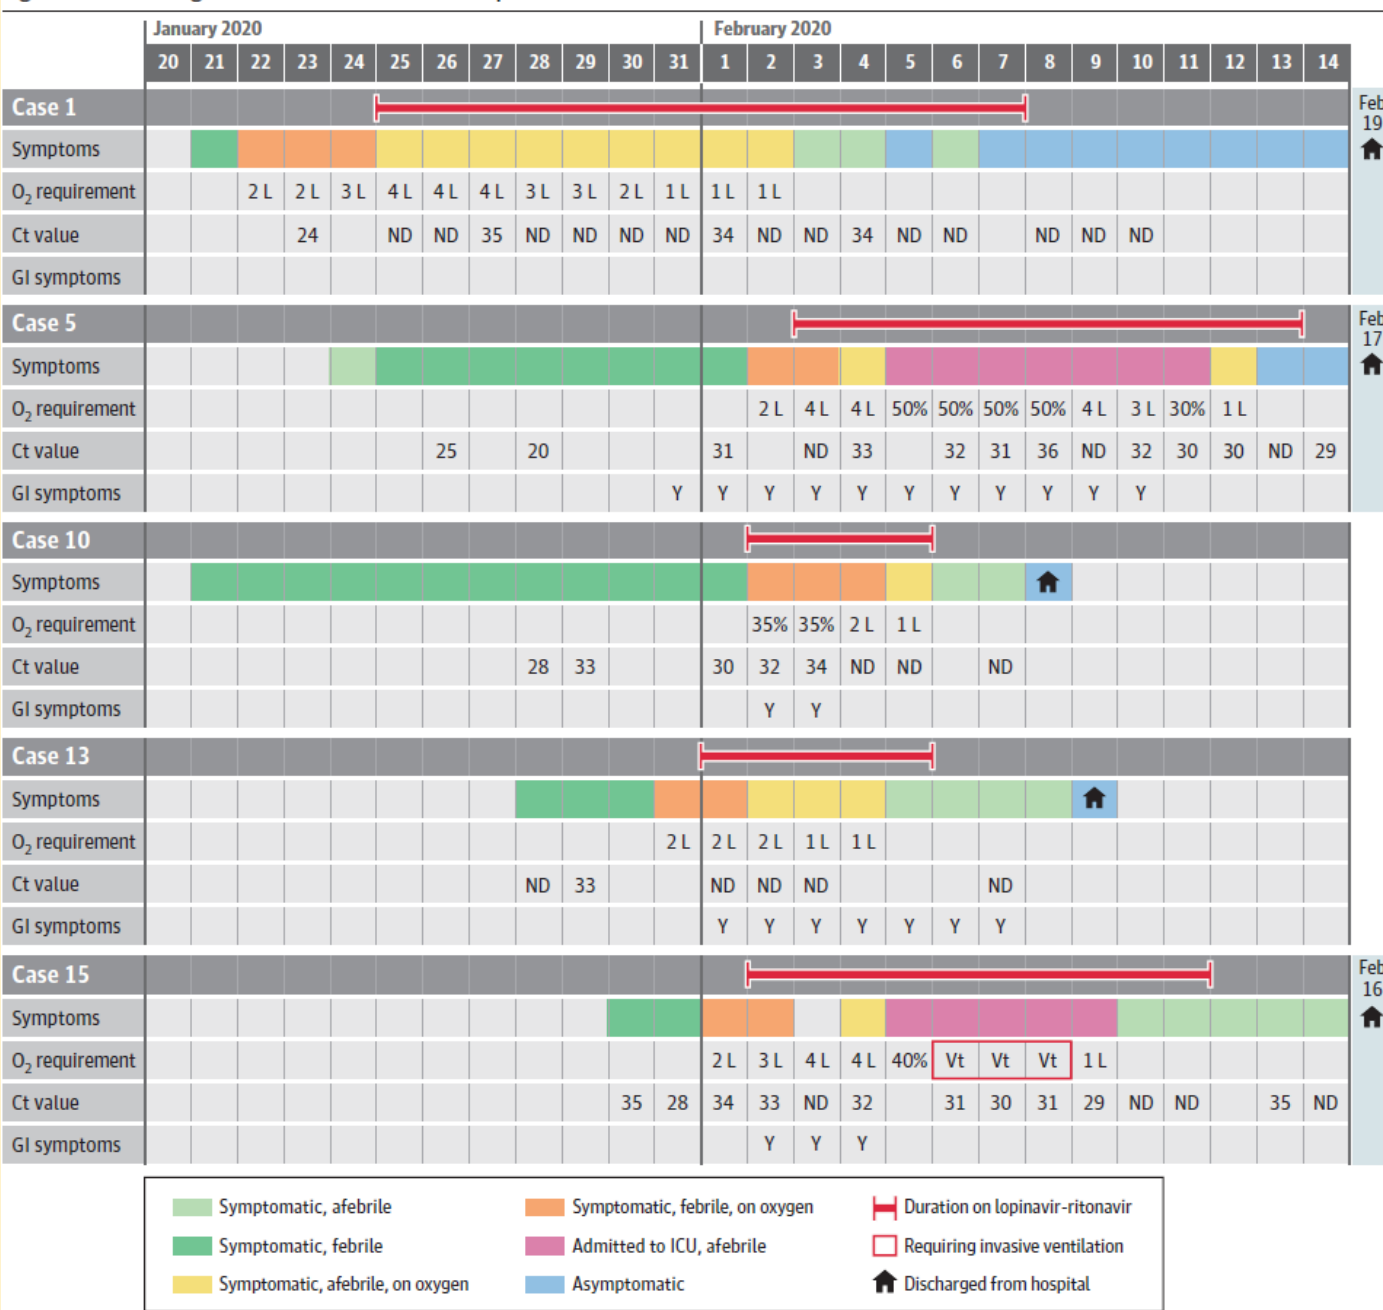 January 2020 February 2020
20 21 22 23 24 25 26 27 28 29 30 31 1 2 3 4 5 6 7 8 9 10 11 12 13 14
Case 1 Feb
19
Symptoms
O2 requirement 2 L 2 L 3 L 4 L 4 L 4 L 3 L 3 L 2 L 1 L 1 L 1 L
Ct value 24 ND ND 35 ND ND ND ND 34 ND ND 34 ND ND ND ND ND
GI symptoms
Case 5 Feb
17
Symptoms
O2 requirement 2 L 4 L 4 L 50% 50% 50% 50% 4 L 3 L 30% 1 L
Ct value 25 20 31 ND 33 32 31 36 ND 32 30 30 ND 29
GI symptoms Y Y Y Y Y Y Y Y Y Y Y
Case 10
Symptoms
O2 requirement 35% 35% 2 L 1 L
Ct value 28 33 30 32 34 ND ND ND
GI symptoms Y Y
Case 13
Symptoms
O2 requirement 2 L 2 L 2 L 1 L 1 L
Ct value ND 33 ND ND ND ND
GI symptoms Y Y Y Y Y Y Y
Case 15 Feb
16
Symptoms
O2 requirement 2 L 3 L 4 L 4 L 40% Vt Vt Vt 1 L
Ct value 35 28 34 33 ND 32 31 30 31 29 ND ND 35 ND
GI symptoms Y Y Y
Symptomatic, afebrile Symptomatic, febrile, on oxygen Duration on lopinavir-ritonavir
Symptomatic, febrile Admitted to ICU, afebrile Requiring invasive ventilation
Symptomatic, afebrile, on oxygen Asymptomatic Discharged from hospital